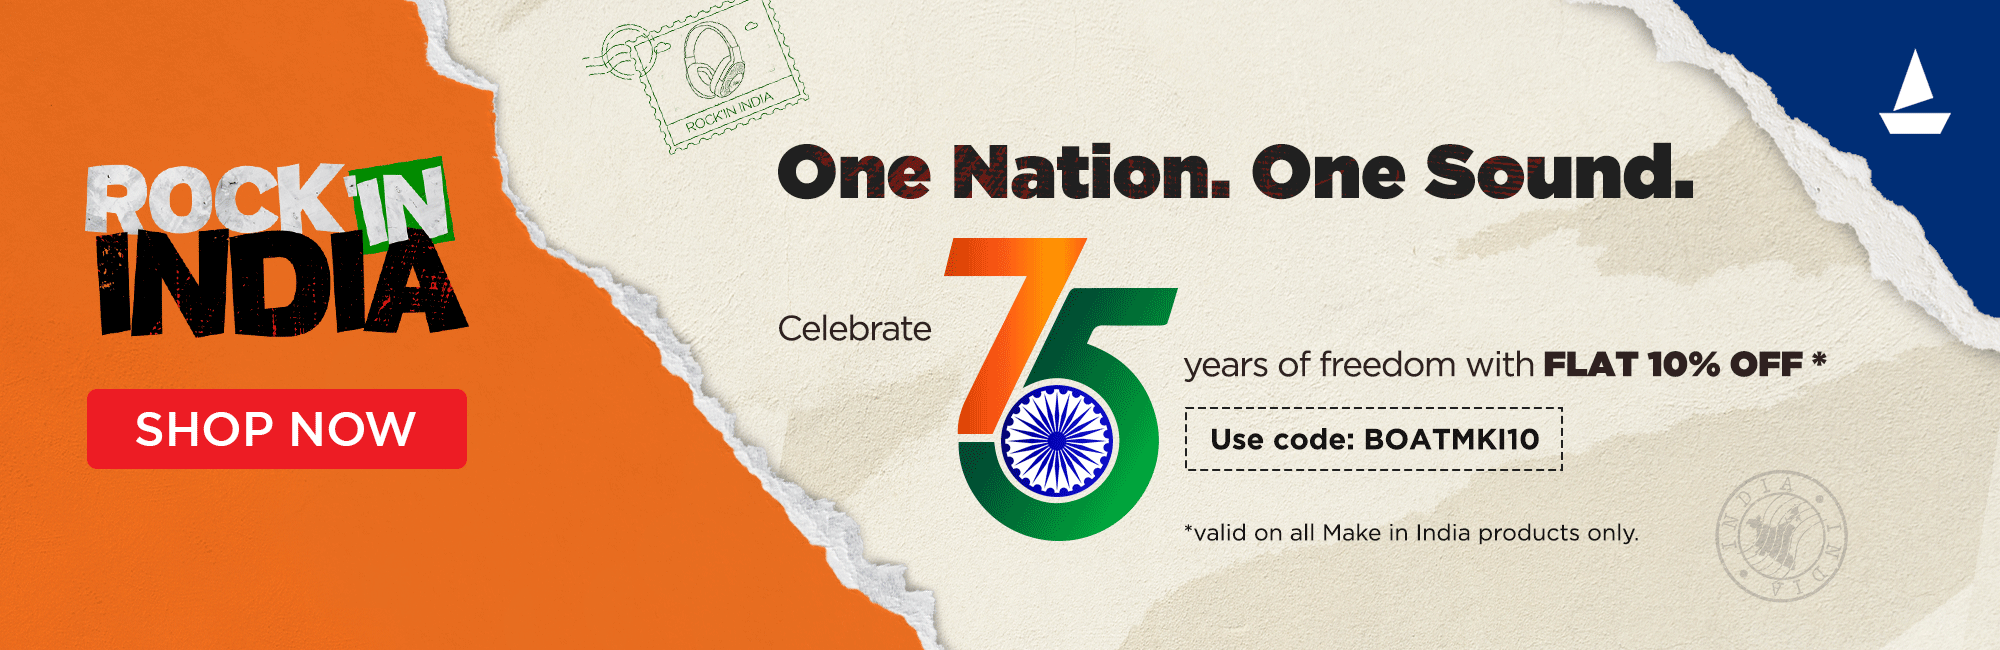 ROCK'IN INDIA
One Nation. One Sound.
ROCK'IN
INDIA
Celebrate
75
years of freedom with FLAT 10% OFF *
SHOP NOW
Use code: BOATMKI10
*valid on all Make in India products only.
INDIA
INDIA